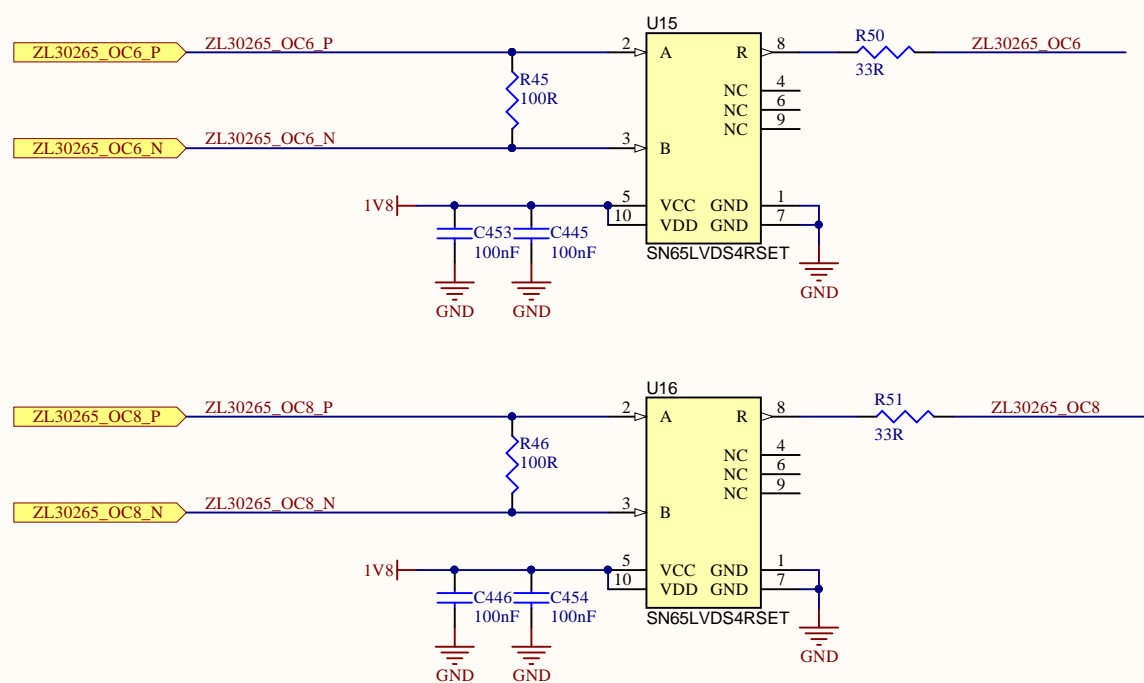 U15
ZL30265_OC6_P
ZL30265_OC6_P
2
A
R
8
R50
33R
ZL30265_OC6
R45
100R
NC
4
NC
6
NC
9
ZL30265_OC6_N
ZL30265_OC6_N
3
B
1V8
5
VCC
GND
1
10
VDD
GND
7
C453
100nF
C445
100nF
SN65LVDS4RSET
GND
GND
GND
U16
ZL30265_OC8_P
ZL30265_OC8_P
2
A
R
8
R51
33R
ZL30265_OC8
R46
100R
NC
4
NC
6
NC
9
ZL30265_OC8_N
ZL30265_OC8_N
3
B
1V8
5
VCC
GND
1
10
VDD
GND
7
C446
100nF
C454
100nF
SN65LVDS4RSET
GND
GND
GND